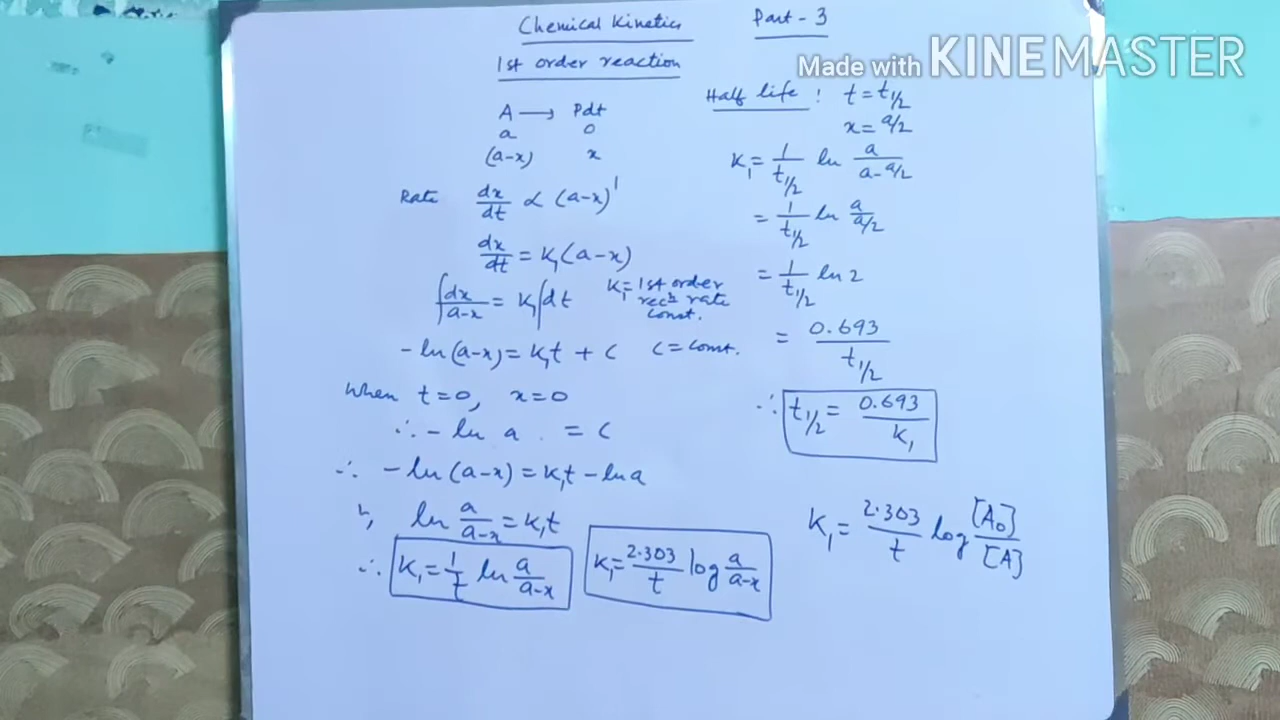 Chemical Kinetics Part - 3
Made with KINEMASTER
1st order reaction
A ⟶ Pdt
a 0
(a-x) x
Rate dx/dt ∝ (a-x)¹
dx/dt = K₁(a-x)
∫dx/a-x = K₁∫dt K₁=1st order recn rate const.
-ln(a-x) = K₁t + C C = const.
When t=0, x=0
∴ - ln a = C
∴ -ln(a-x) = K₁t - ln a
ln a/a-x = K₁t
∴ K₁ = 1/t ln a/a-x
K₁ = 2.303/t log a/a-x
Half life : t = t1/2
x = a/2
K₁ = 1/t1/2 ln a/a-a/2
= 1/t1/2 ln a/a/2
= 1/t1/2 ln 2
= 0.693/t1/2
∴ t1/2 = 0.693/K₁
K₁ = 2.303/t log [A₀]/[A]